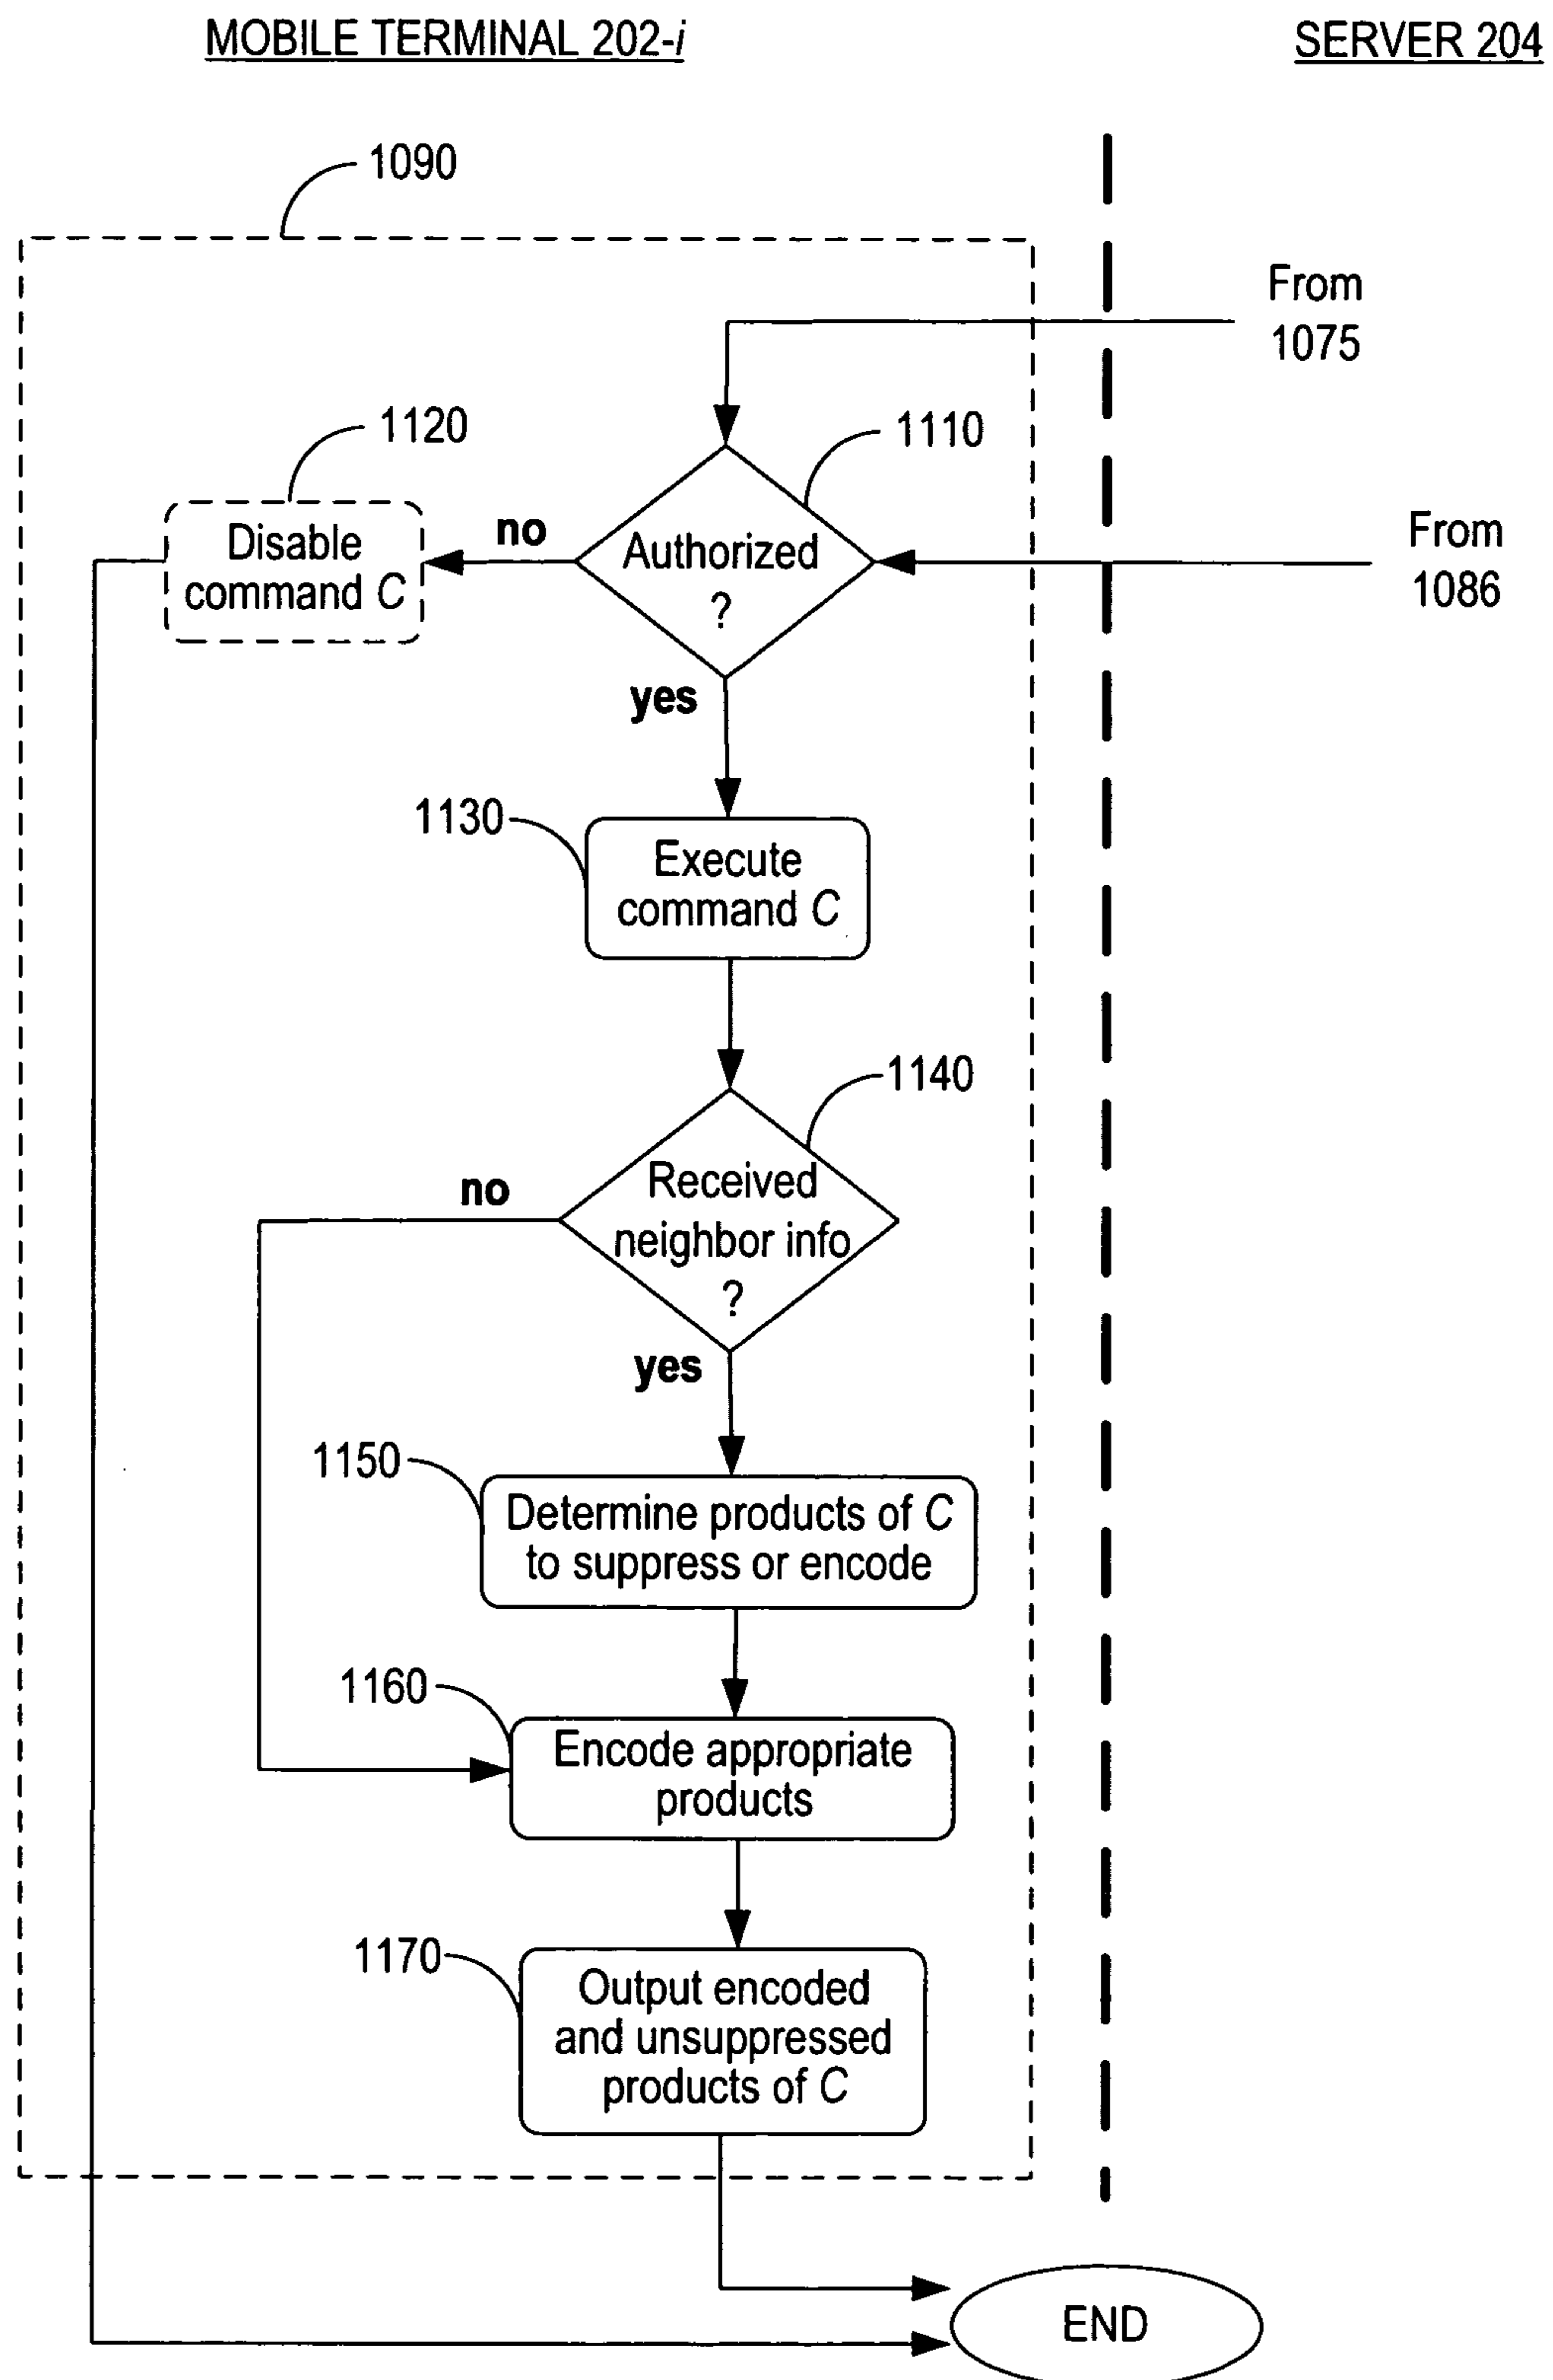 MOBILE TERMINAL 202-i
SERVER 204
1090
From
1075
1120
1110
Disable
command C
no
Authorized
?
From
1086
yes
1130
Execute
command C
1140
no
Received
neighbor info
?
yes
1150
Determine products of C
to suppress or encode
1160
Encode appropriate
products
1170
Output encoded
and unsuppressed
products of C
END